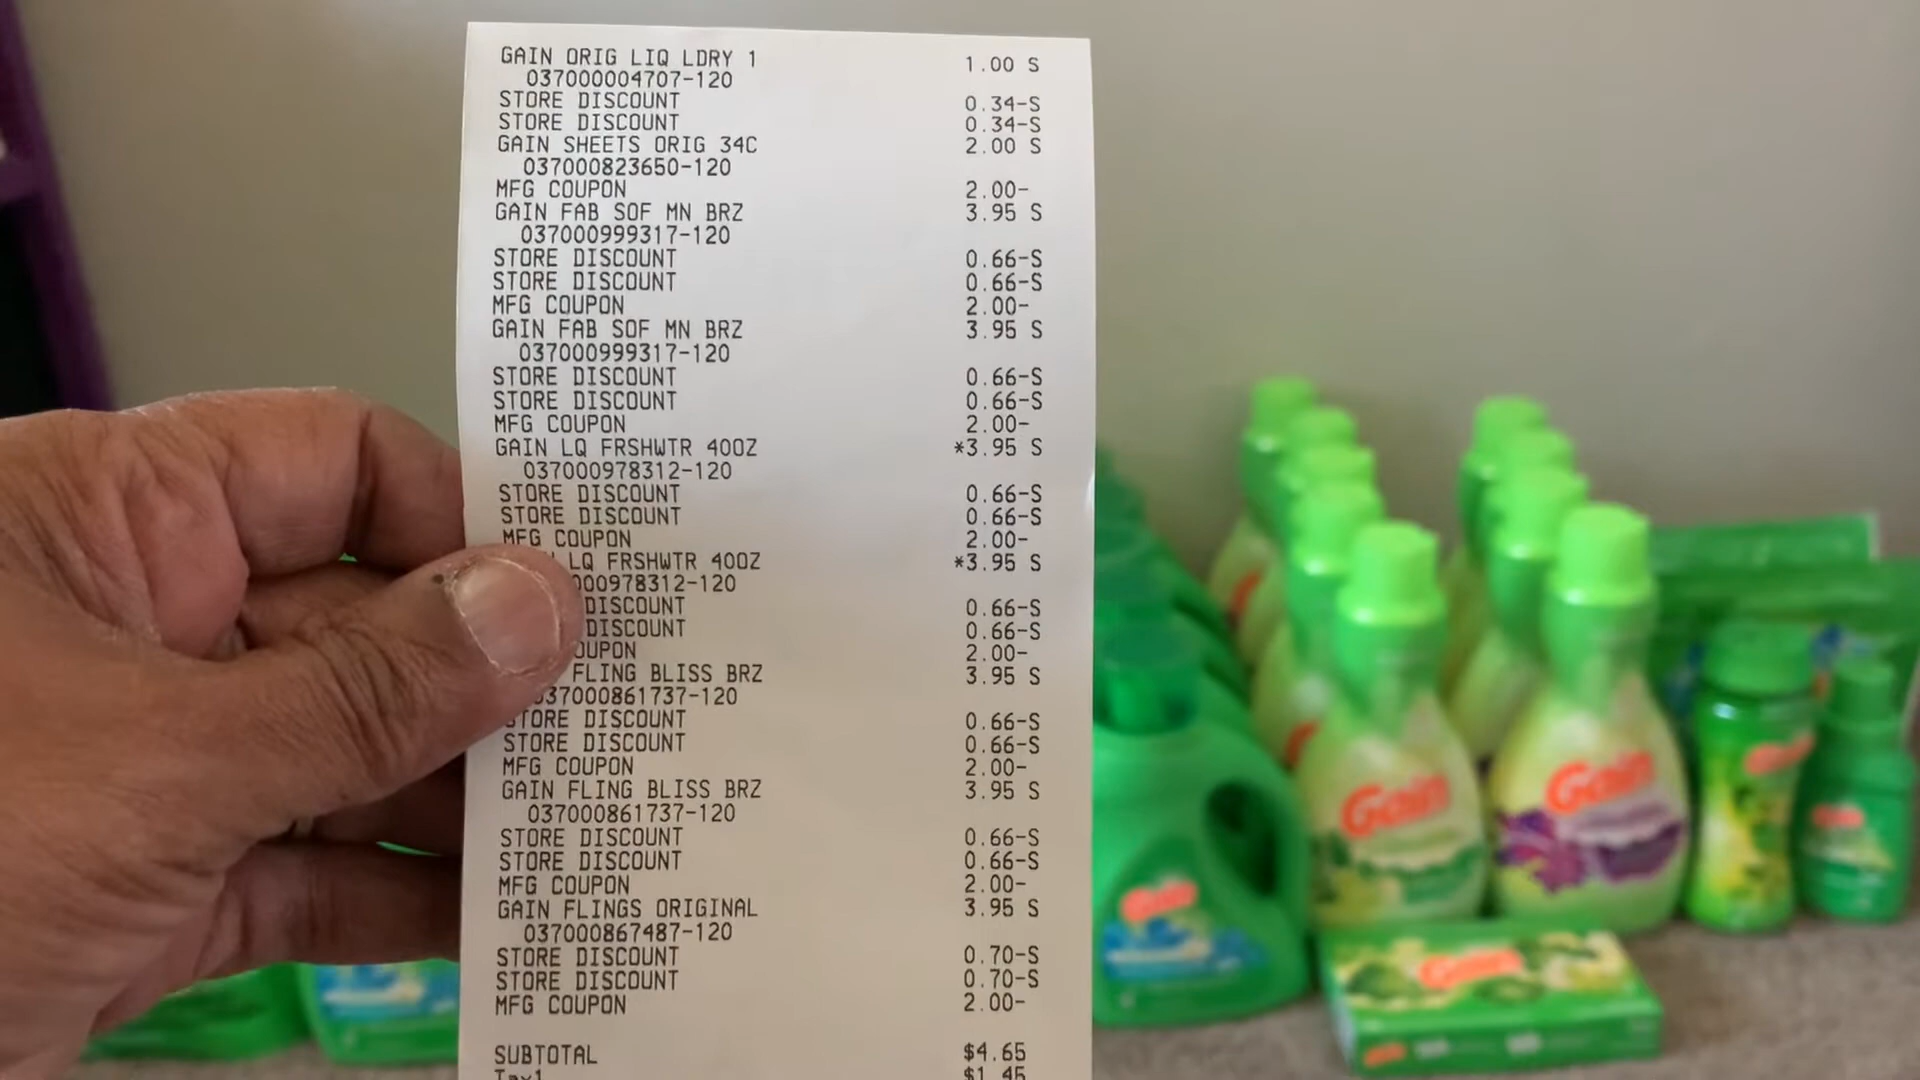 GAIN ORIG LIQ LDRY 1 1.00 S
037000004707-120
STORE DISCOUNT 0.34-S
STORE DISCOUNT 0.34-S
GAIN SHEETS ORIG 34C 2.00 S
037000823650-120
MFG COUPON 2.00-
GAIN FAB SOF MN BRZ 3.95 S
037000999317-120
STORE DISCOUNT 0.66-S
STORE DISCOUNT 0.66-S
MFG COUPON 2.00-
GAIN FAB SOF MN BRZ 3.95 S
037000999317-120
STORE DISCOUNT 0.66-S
STORE DISCOUNT 0.66-S
MFG COUPON 2.00-
GAIN LQ FRSHWTR 40OZ *3.95 S
037000978312-120
STORE DISCOUNT 0.66-S
STORE DISCOUNT 0.66-S
MFG COUPON 2.00-
LQ FRSHWTR 40OZ *3.95 S
000978312-120
DISCOUNT 0.66-S
DISCOUNT 0.66-S
OUPON 2.00-
FLING BLISS BRZ 3.95 S
37000861737-120
STORE DISCOUNT 0.66-S
STORE DISCOUNT 0.66-S
MFG COUPON 2.00-
GAIN FLING BLISS BRZ 3.95 S
037000861737-120
STORE DISCOUNT 0.66-S
STORE DISCOUNT 0.66-S
MFG COUPON 2.00-
GAIN FLINGS ORIGINAL 3.95 S
037000867487-120
STORE DISCOUNT 0.70-S
STORE DISCOUNT 0.70-S
MFG COUPON 2.00-
SUBTOTAL $4.65
Tax1 $1.45
Gain
Gain
Gain
Gain